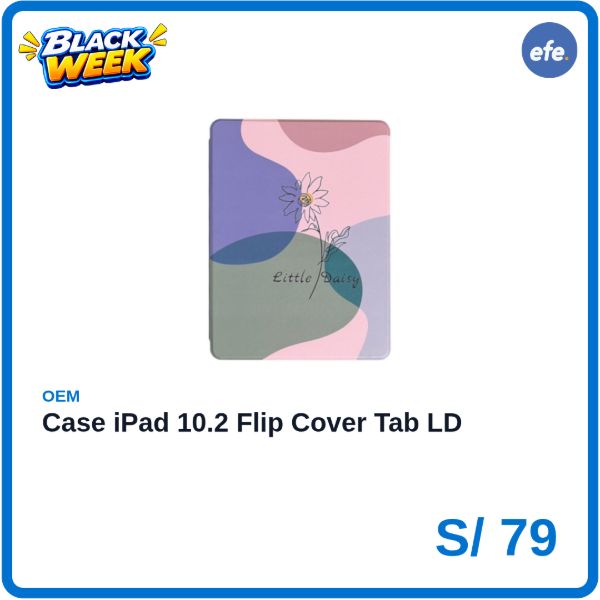 BLACK
WEEK
efe.
Little Daisy
OEM
Case iPad 10.2 Flip Cover Tab LD
S/ 79